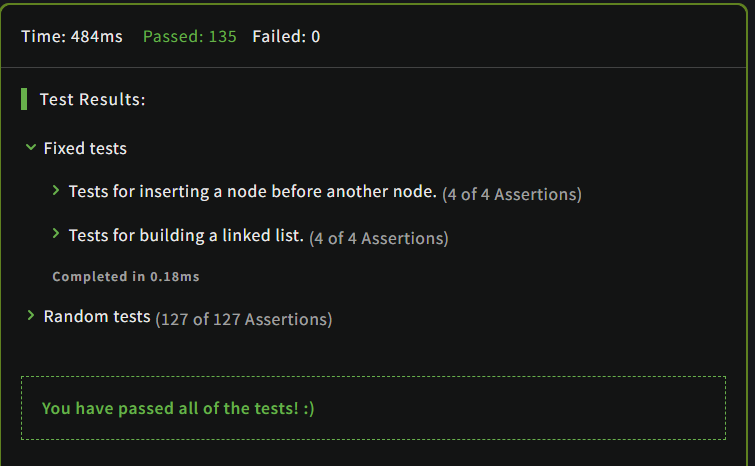 Time: 484ms Passed: 135 Failed: 0
Test Results:
Fixed tests
Tests for inserting a node before another node. (4 of 4 Assertions)
Tests for building a linked list. (4 of 4 Assertions)
Completed in 0.18ms
Random tests (127 of 127 Assertions)
You have passed all of the tests! :)